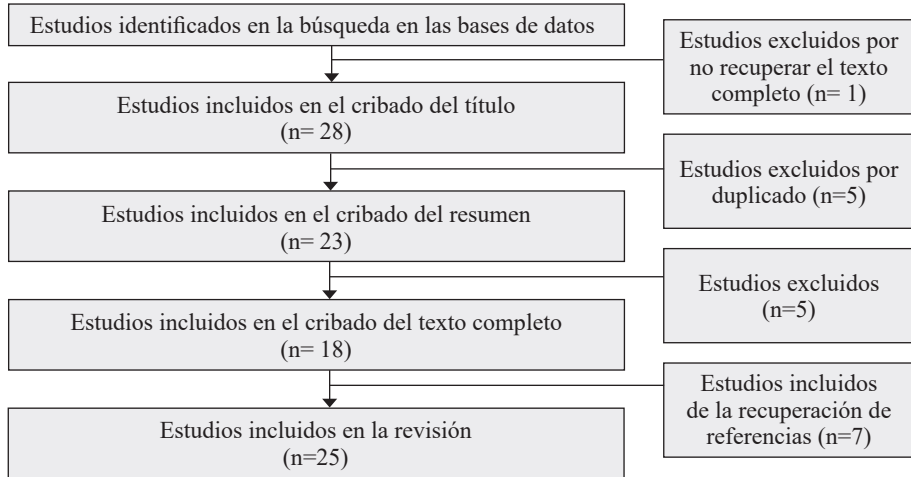 Estudios identificados en la búsqueda en las bases de datos
Estudios excluidos por
no recuperar el texto
completo (n= 1)
Estudios incluidos en el cribado del título
(n= 28)
Estudios excluidos por
duplicado (n=5)
Estudios incluidos en el cribado del resumen
(n= 23)
Estudios excluidos
(n=5)
Estudios incluidos en el cribado del texto completo
(n= 18)
Estudios incluidos
de la recuperación de
referencias (n=7)
Estudios incluidos en la revisión
(n=25)